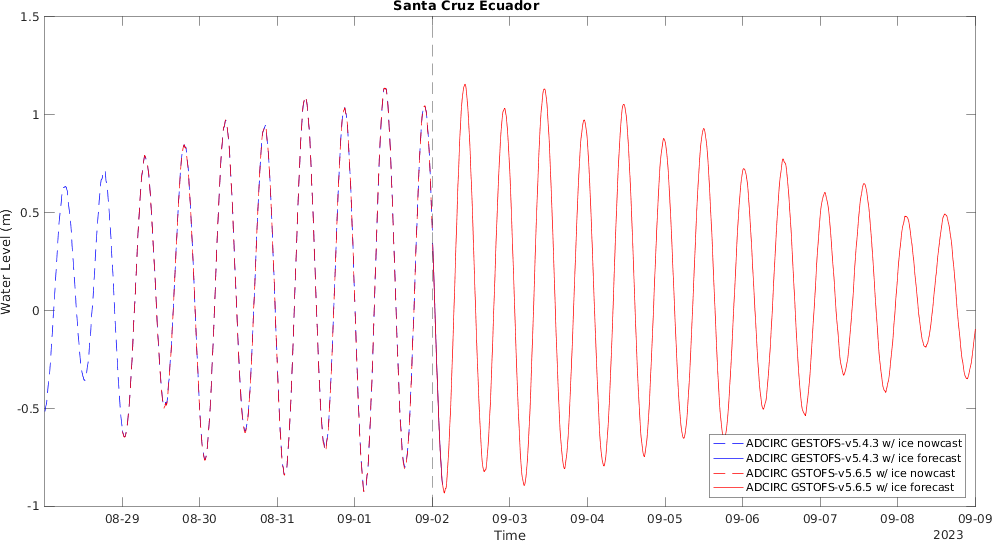 Santa Cruz Ecuador
1.5
1
0.5
0
-0.5
-1
Water Level (m)
08-29 08-30 08-31 09-01 09-02 09-03 09-04 09-05 09-06 09-07 09-08 09-09
Time
2023
ADCIRC GESTOFS-v5.4.3 w/ ice nowcast
ADCIRC GESTOFS-v5.4.3 w/ ice forecast
ADCIRC GSTOFS-v5.6.5 w/ ice nowcast
ADCIRC GSTOFS-v5.6.5 w/ ice forecast